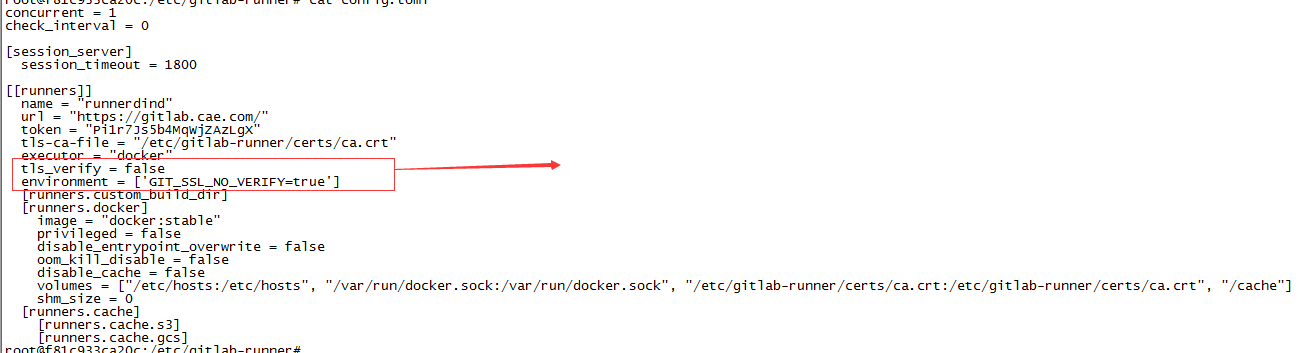 root@f81c933ca20c:/etc/gitlab-runner# cat config.toml
concurrent = 1
check_interval = 0
[session_server]
session_timeout = 1800
[[runners]]
name = "runnerdind"
url = "https://gitlab.cae.com/"
token = "Pi1r7Js5b4MqWjZAzLgX"
tls-ca-file = "/etc/gitlab-runner/certs/ca.crt"
executor = "docker"
tls_verify = false
environment = ['GIT_SSL_NO_VERIFY=true']
[runners.custom_build_dir]
[runners.docker]
image = "docker:stable"
privileged = false
disable_entrypoint_overwrite = false
oom_kill_disable = false
disable_cache = false
volumes = ["/etc/hosts:/etc/hosts", "/var/run/docker.sock:/var/run/docker.sock", "/etc/gitlab-runner/certs/ca.crt:/etc/gitlab-runner/certs/ca.crt", "/cache"]
shm_size = 0
[runners.cache]
[runners.cache.s3]
[runners.cache.gcs]
root@f81c933ca20c:/etc/gitlab-runner#